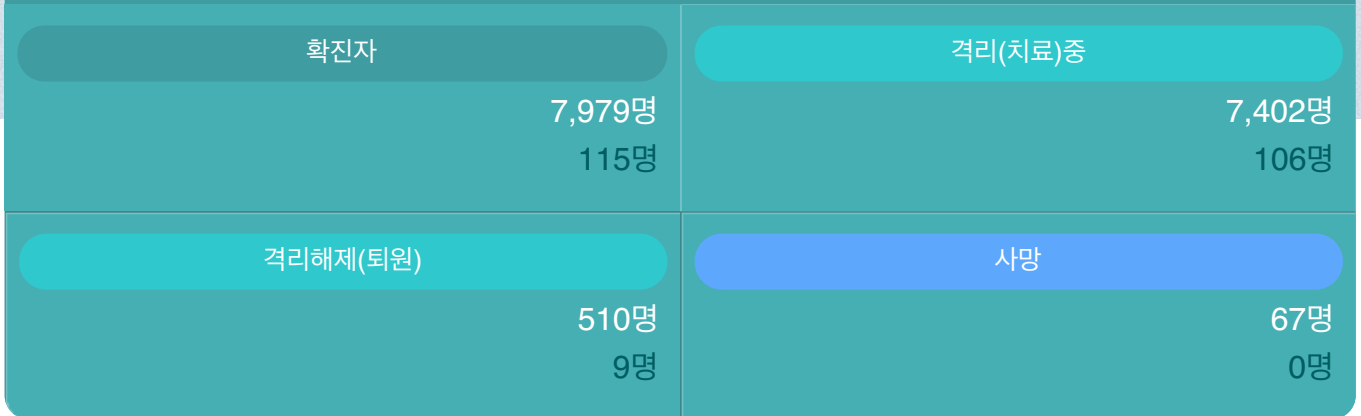 확진자
7,979명
115명
격리(치료)중
7,402명
106명
격리해제(퇴원)
510명
9명
사망
67명
0명